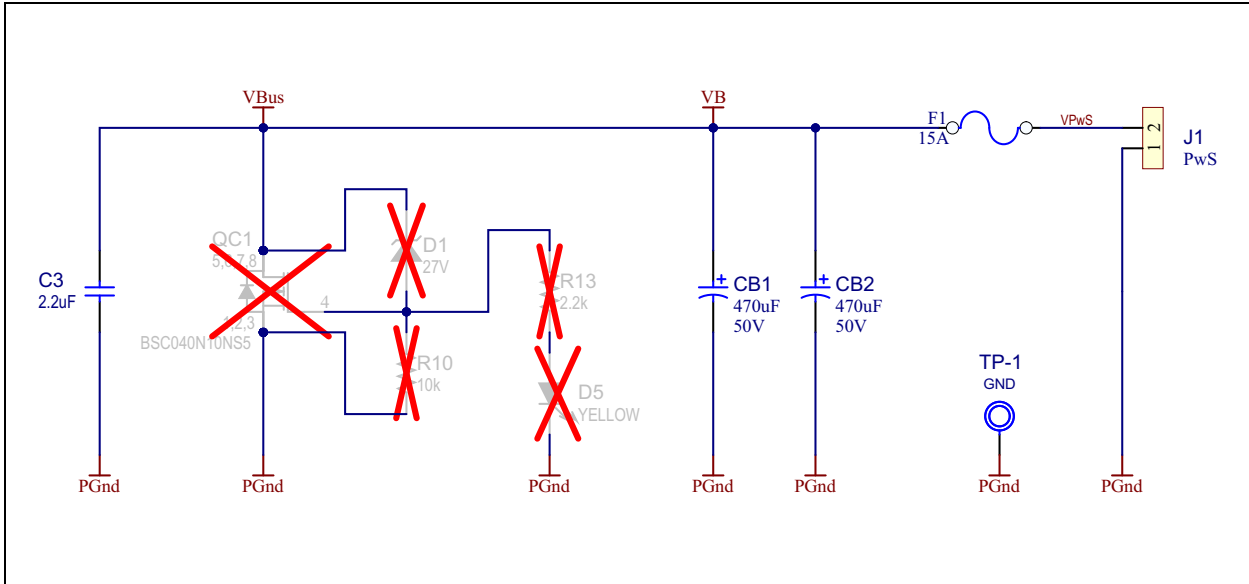 VBus
VB
F1
15A
VPwS
1 2
J1
PwS
QC1
5,6,7,8
4
1,2,3
BSC040N10NS5
D1
27V
R13
2.2k
C3
2.2uF
CB1
470uF
50V
CB2
470uF
50V
R10
10k
D5
YELLOW
TP-1
GND
PGnd
PGnd
PGnd
PGnd
PGnd
PGnd
PGnd